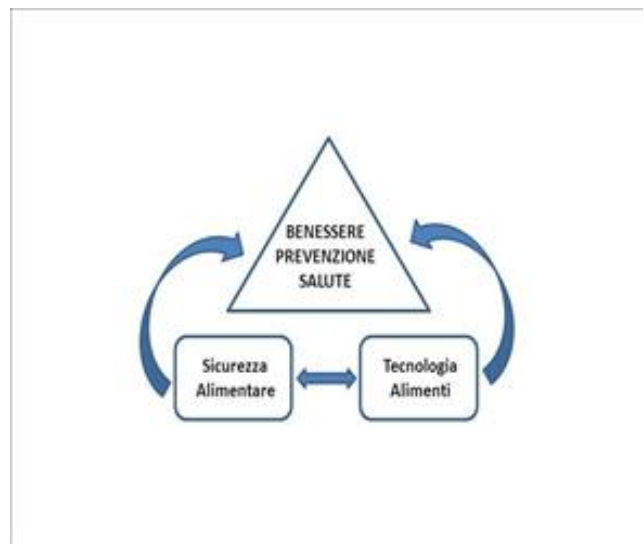 BENESSERE
PREVENZIONE
SALUTE
Sicurezza
Alimentare
Tecnologia
Alimenti